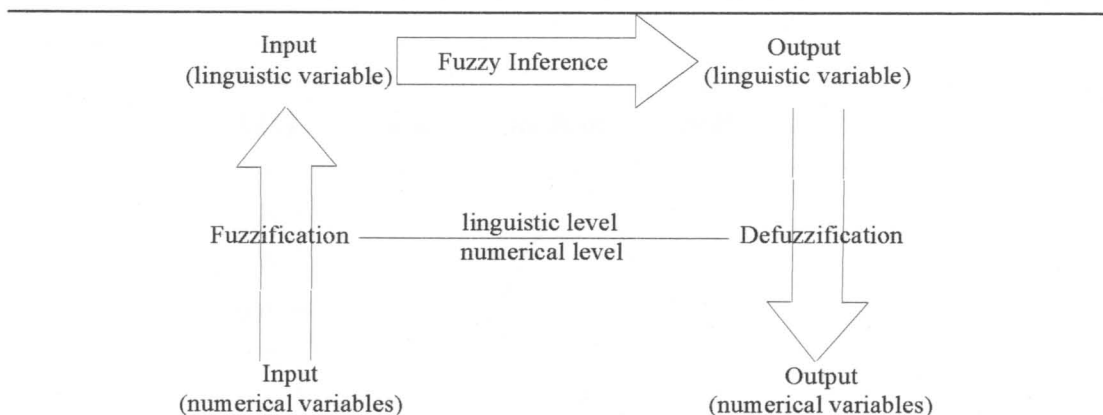 Input
(linguistic variable)
Fuzzy Inference
Output
(linguistic variable)
Fuzzification
linguistic level
numerical level
Defuzzification
Input
(numerical variables)
Output
(numerical variables)